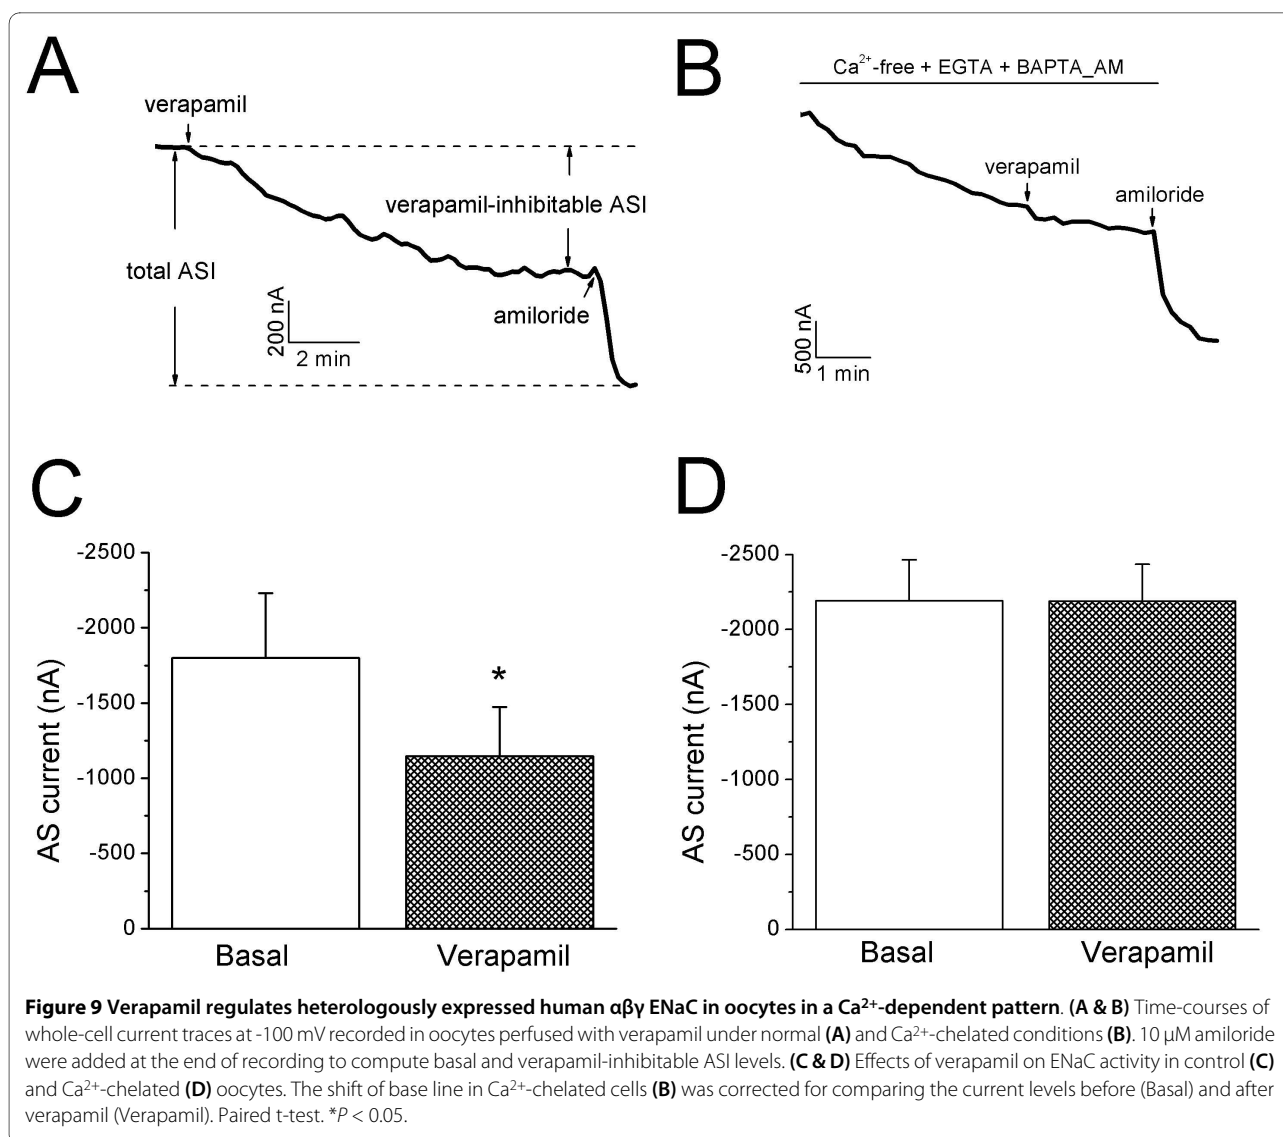 A
verapamil
verapamil-inhibitable ASI
total ASI
amiloride
200 nA
2 min
B
Ca²⁺-free + EGTA + BAPTA_AM
verapamil
amiloride
500 nA
1 min
C
-2500
-2000
-1500
-1000
-500
0
AS current (nA)
*
Basal
Verapamil
D
-2500
-2000
-1500
-1000
-500
0
AS current (nA)
Basal
Verapamil
Figure 9 Verapamil regulates heterologously expressed human αβγ ENaC in oocytes in a Ca²⁺-dependent pattern. (A & B) Time-courses of
whole-cell current traces at -100 mV recorded in oocytes perfused with verapamil under normal (A) and Ca²⁺-chelated conditions (B). 10 μM amiloride
were added at the end of recording to compute basal and verapamil-inhibitable ASI levels. (C & D) Effects of verapamil on ENaC activity in control (C)
and Ca²⁺-chelated (D) oocytes. The shift of base line in Ca²⁺-chelated cells (B) was corrected for comparing the current levels before (Basal) and after
verapamil (Verapamil). Paired t-test. *P < 0.05.